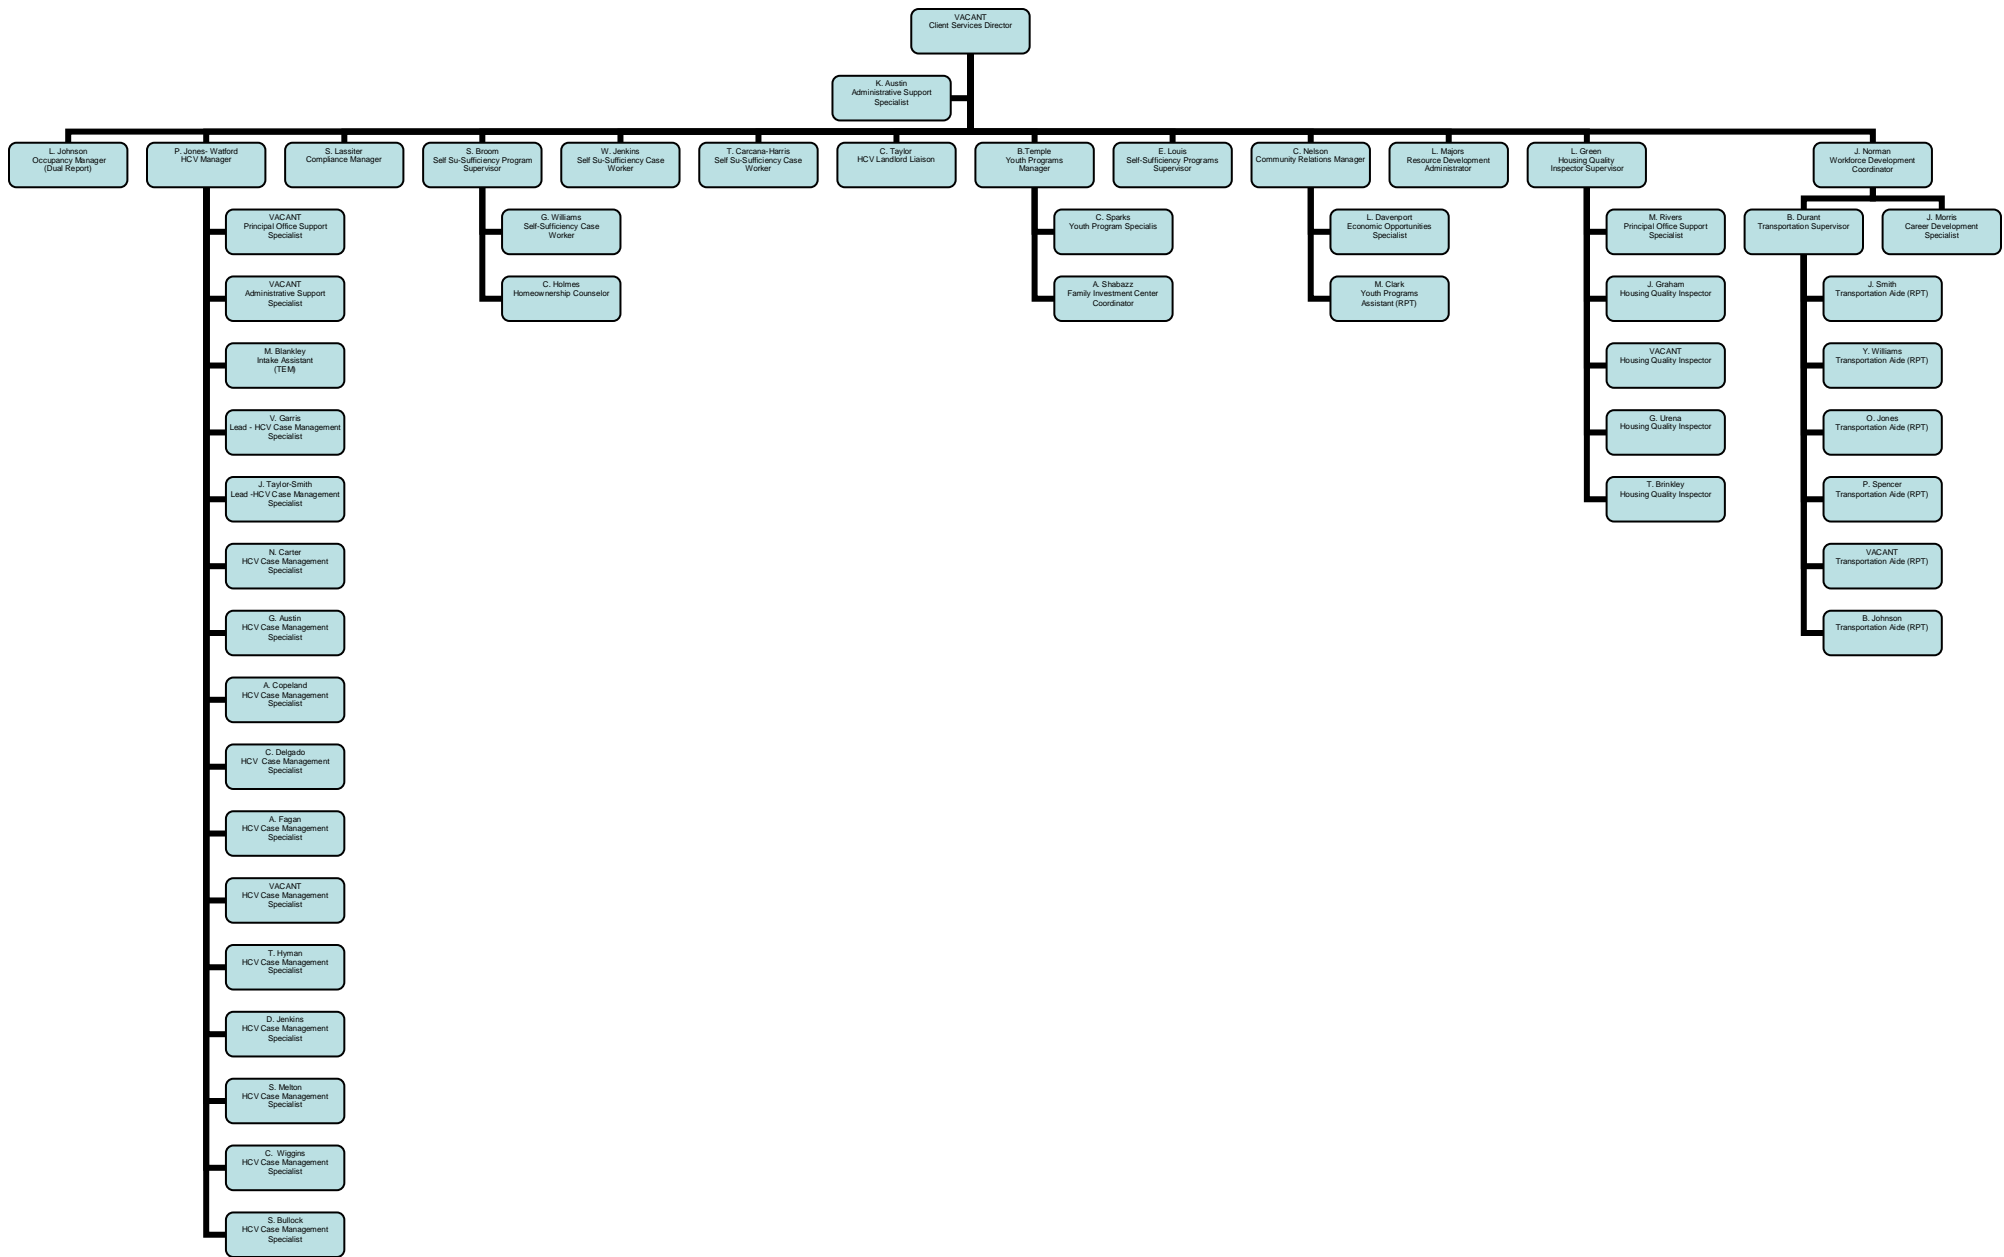 VACANT
Client Services Director
K. Austin
Administrative Support
Specialist
L. Johnson
Occupancy Manager
(Dual Report)
P. Jones- Watford
HCV Manager
S. Lassiter
Compliance Manager
S. Broom
Self Su-Sufficiency Program
Supervisor
W. Jenkins
Self Su-Sufficiency Case
Worker
T. Carcana-Harris
Self Su-Sufficiency Case
Worker
C. Taylor
HCV Landlord Liaison
B.Temple
Youth Programs
Manager
E. Louis
Self-Sufficiency Programs
Supervisor
C. Nelson
Community Relations Manager
L. Majors
Resource Development
Administrator
L. Green
Housing Quality
Inspector Supervisor
J. Norman
Workforce Development
Coordinator
VACANT
Principal Office Support
Specialist
VACANT
Administrative Support
Specialist
M. Blankley
Intake Assistant
(TEM)
V. Garris
Lead - HCV Case Management
Specialist
J. Taylor-Smith
Lead -HCV Case Management
Specialist
N. Carter
HCV Case Management
Specialist
G. Austin
HCV Case Management
Specialist
A. Copeland
HCV Case Management
Specialist
C. Delgado
HCV  Case Management
Specialist
A. Fagan
HCV Case Management
Specialist
VACANT
HCV Case Management
Specialist
T. Hyman
HCV Case Management
Specialist
D. Jenkins
HCV Case Management
Specialist
S. Melton
HCV Case Management
Specialist
C.  Wiggins
HCV Case Management
Specialist
S. Bullock
HCV Case Management
Specialist
G. Williams
Self-Sufficiency Case
Worker
C. Holmes
Homeownership Counselor
C. Sparks
Youth Program Specialis
A. Shabazz
Family Investment Center
Coordinator
L. Davenport
Economic Opportunities
Specialist
M. Clark
Youth Programs
Assistant (RPT)
M. Rivers
Principal Office Support
Specialist
J. Graham
Housing Quality Inspector
VACANT
Housing Quality Inspector
G. Urena
Housing Quality Inspector
T. Brinkley
Housing Quality Inspector
B. Durant
Transportation Supervisor
J. Morris
Career Development
Specialist
J. Smith
Transportation Aide (RPT)
Y. Williams
Transportation Aide (RPT)
O. Jones
Transportation Aide (RPT)
P. Spencer
Transportation Aide (RPT)
VACANT
Transportation Aide (RPT)
B. Johnson
Transportation Aide (RPT)